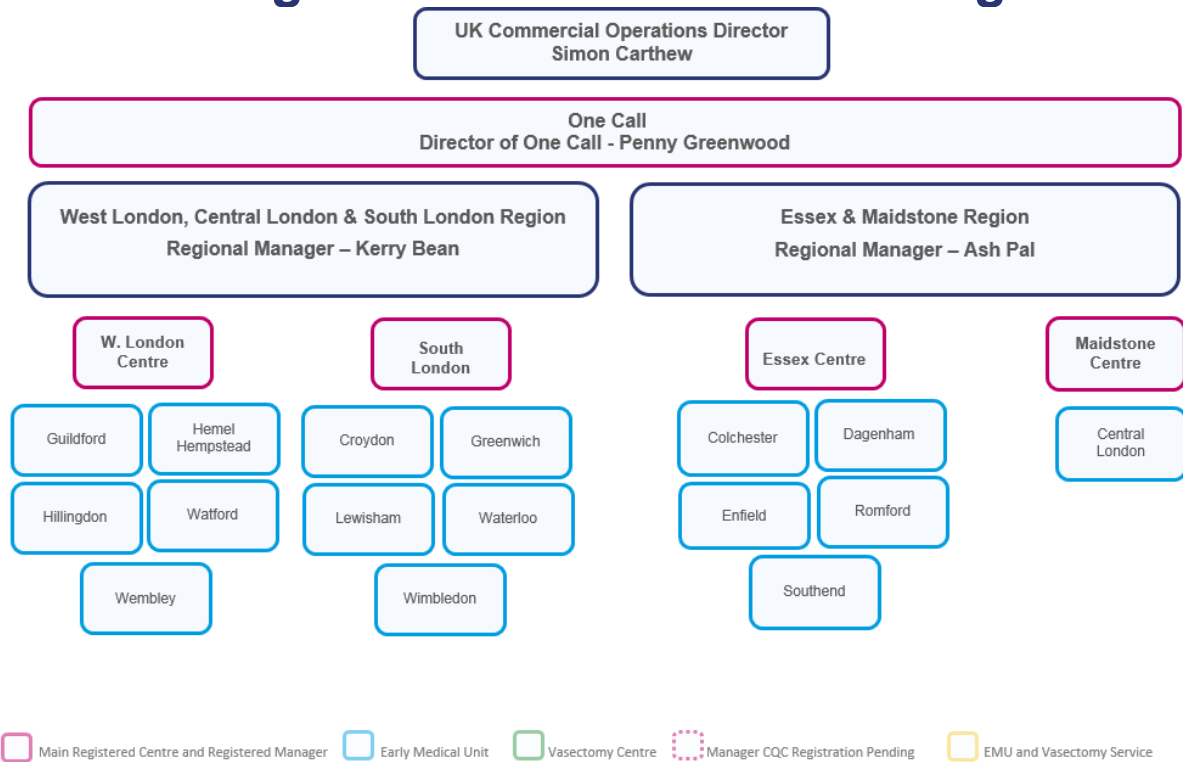 UK Commercial Operations Director
Simon Carthew
One Call
Director of One Call - Penny Greenwood
West London, Central London & South London Region
Regional Manager – Kerry Bean
Essex & Maidstone Region
Regional Manager – Ash Pal
W. London
Centre
South
London
Essex Centre
Maidstone
Centre
Guildford
Hemel
Hempstead
Croydon
Greenwich
Colchester
Dagenham
Central
London
Hillingdon
Watford
Lewisham
Waterloo
Enfield
Romford
Wembley
Wimbledon
Southend
Main Registered Centre and Registered Manager
Early Medical Unit
Vasectomy Centre
Manager CQC Registration Pending
EMU and Vasectomy Service